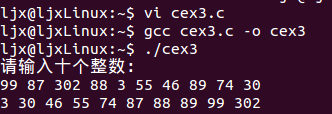 ljx@ljxLinux:~$ vi cex3.c
ljx@ljxLinux:~$ gcc cex3.c -o cex3
ljx@ljxLinux:~$ ./cex3
请输入十个整数:
99 87 302 88 3 55 46 89 74 30
3 30 46 55 74 87 88 89 99 302